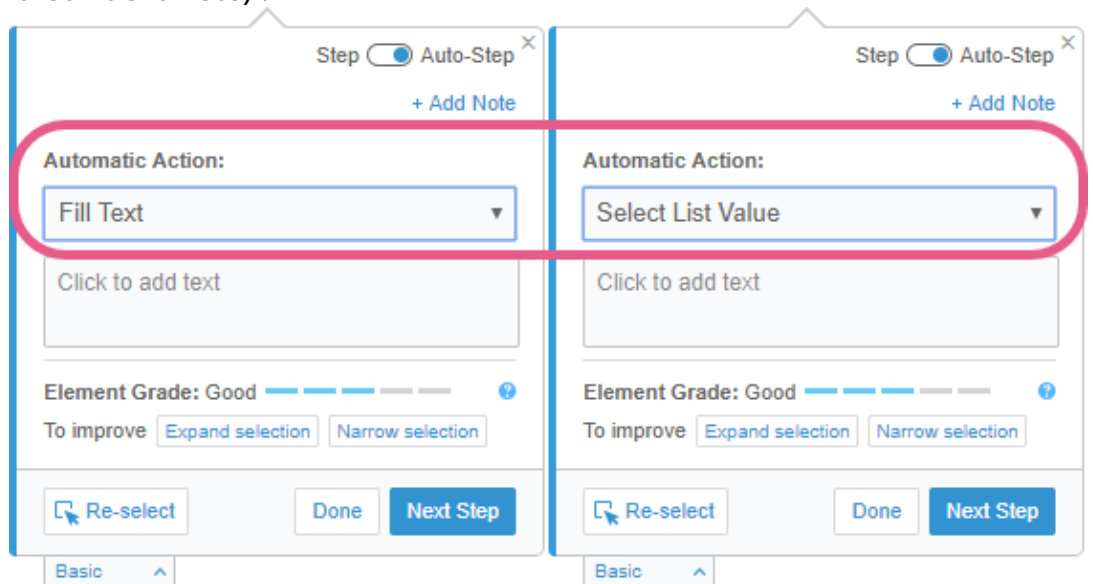 Step Auto-Step ×
+ Add Note
Automatic Action:
Fill Text ▼
Click to add text
Element Grade: Good ?
To improve Expand selection Narrow selection
Re-select Done Next Step
Basic
Step Auto-Step ×
+ Add Note
Automatic Action:
Select List Value ▼
Click to add text
Element Grade: Good ?
To improve Expand selection Narrow selection
Re-select Done Next Step
Basic